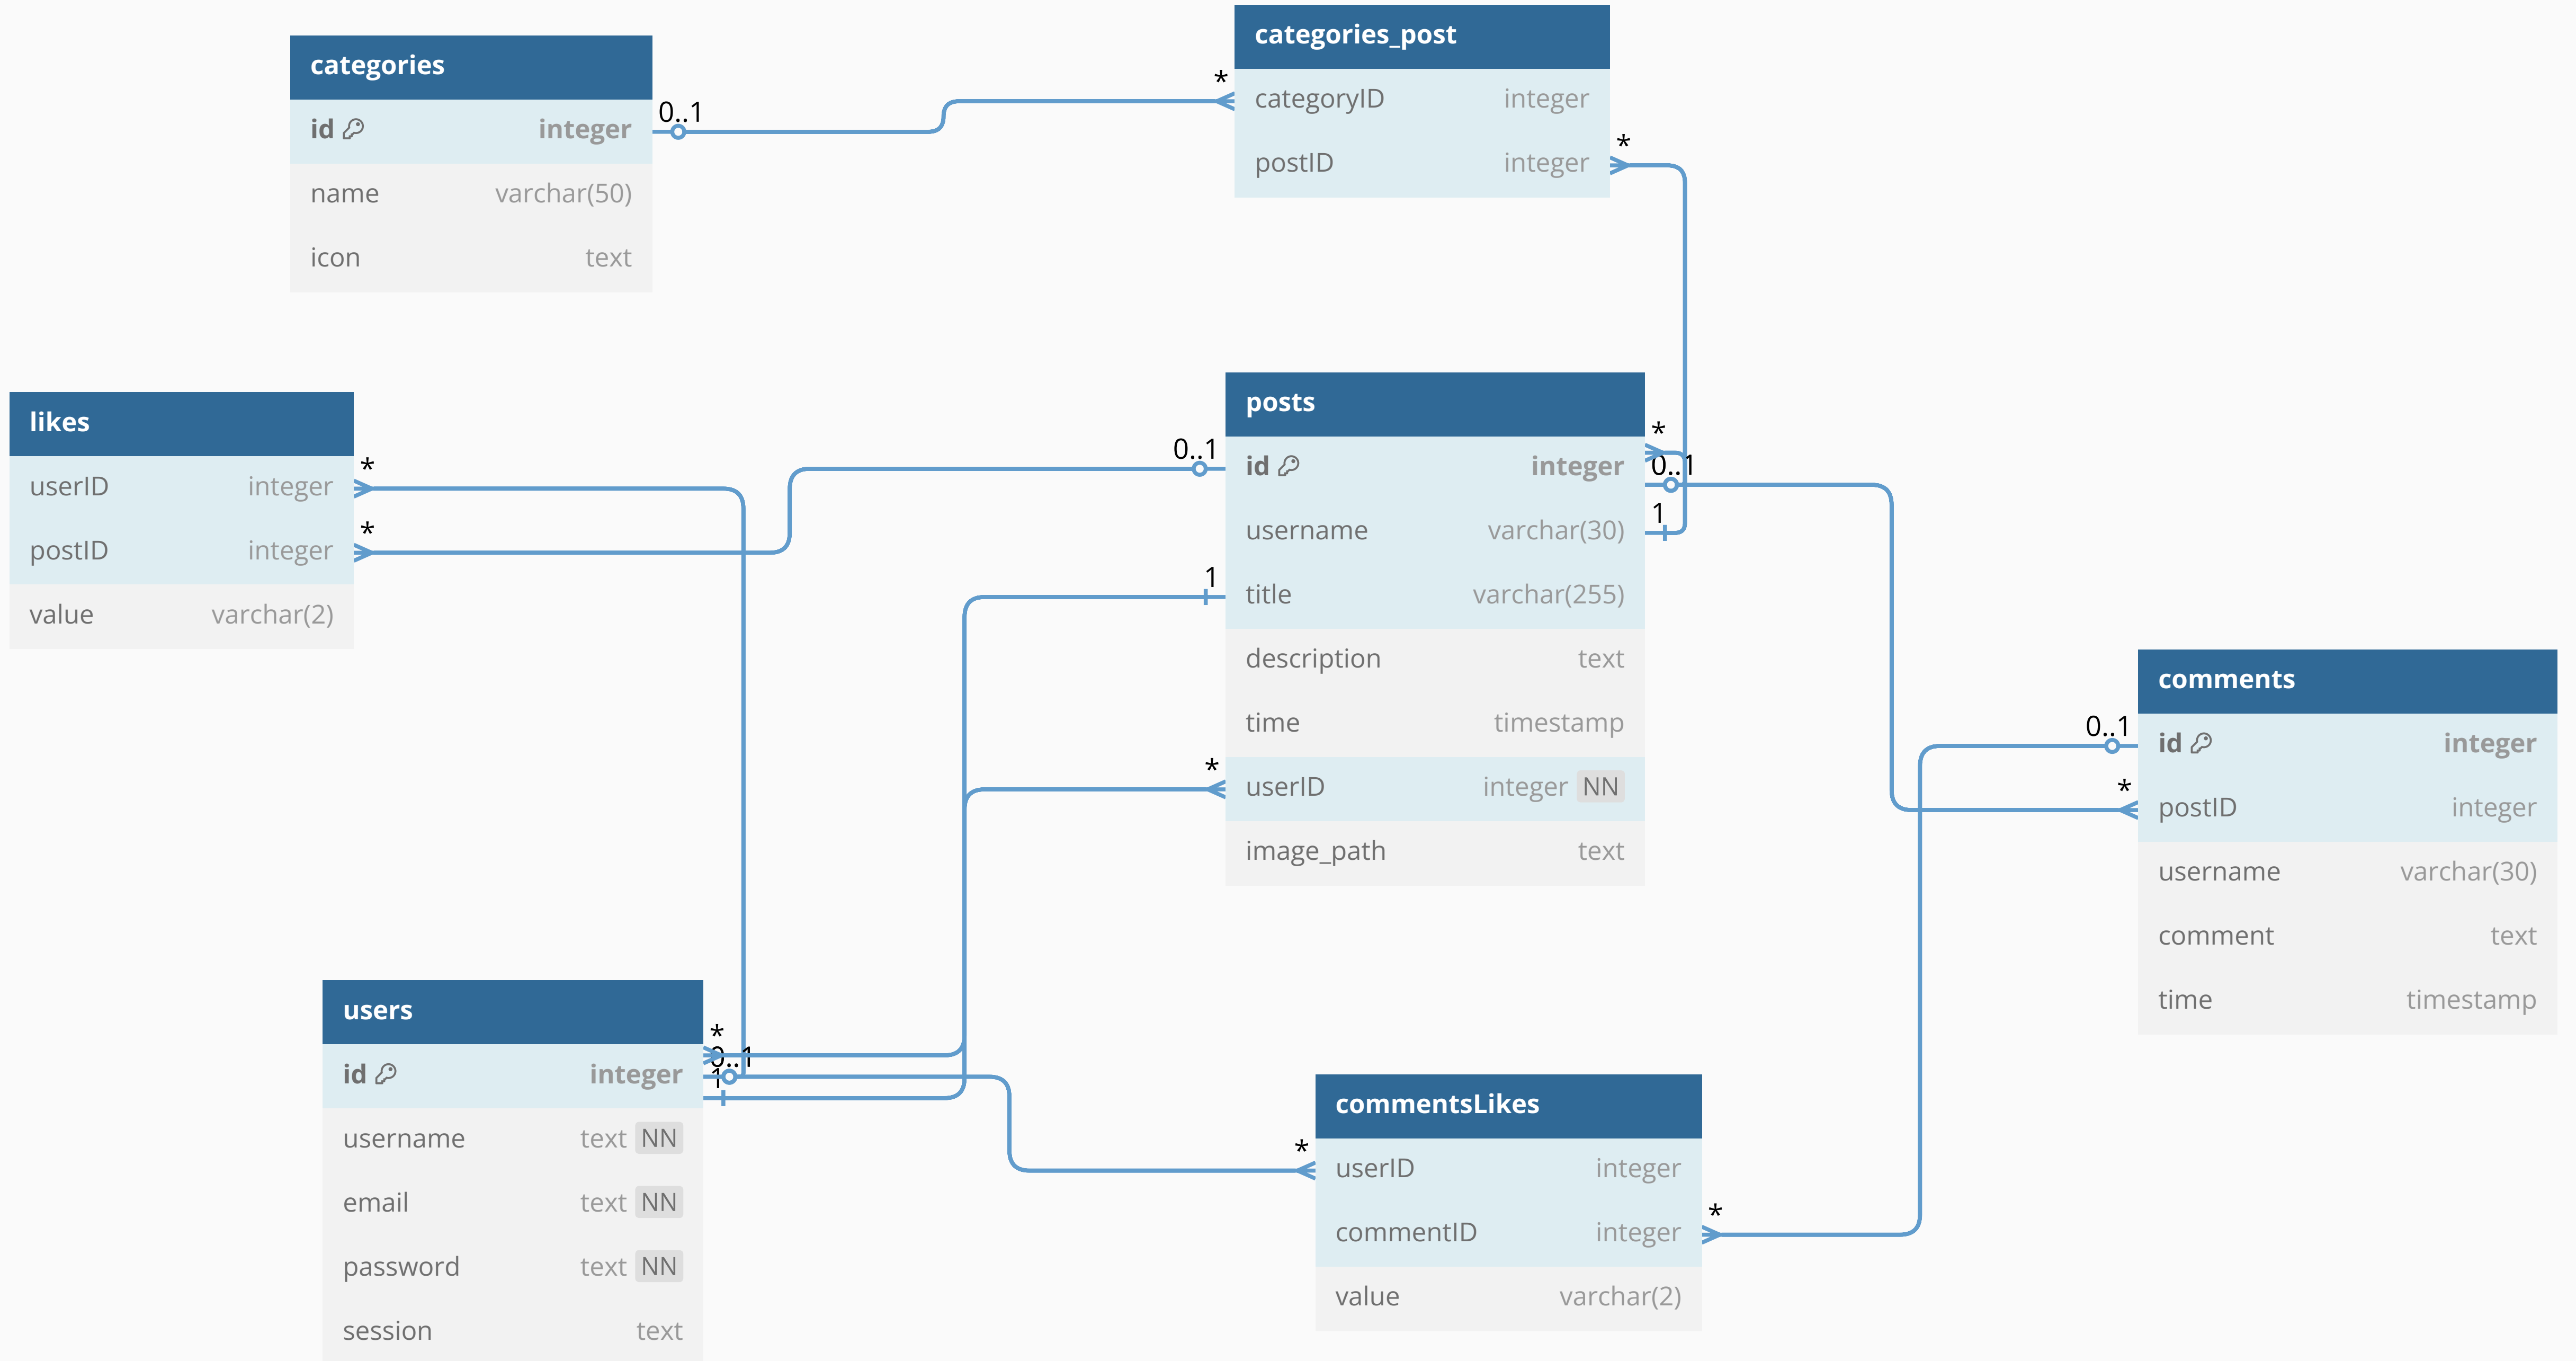 categories
id integer
name varchar(50)
icon text
0..1
*
categories_post
categoryID integer
postID integer
*
likes
userID integer
postID integer
value varchar(2)
*
*
0..1
1
*
posts
id integer
username varchar(30)
title varchar(255)
description text
time timestamp
userID integer NN
image_path text
*
0..1
1
0..1
*
comments
id integer
postID integer
username varchar(30)
comment text
time timestamp
users
id integer
username text NN
email text NN
password text NN
session text
*
0..1
1
*
commentsLikes
userID integer
commentID integer
value varchar(2)
*